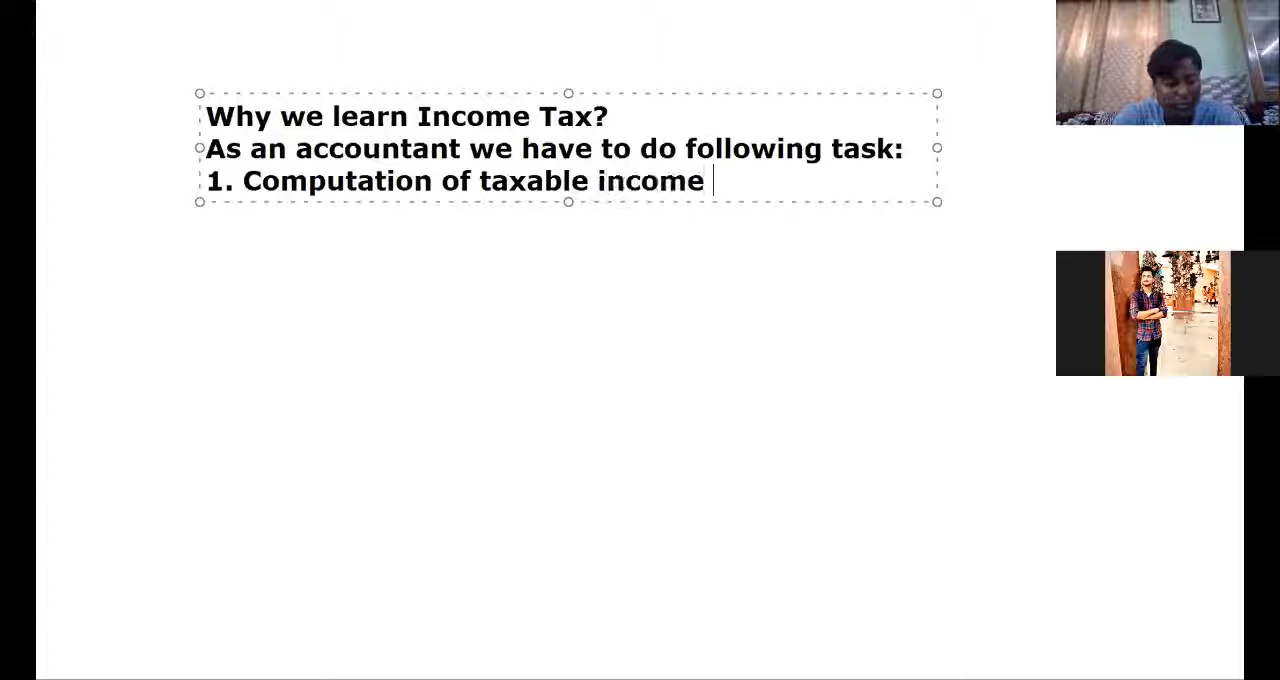 Why we learn Income Tax?
As an accountant we have to do following task:
1. Computation of taxable income